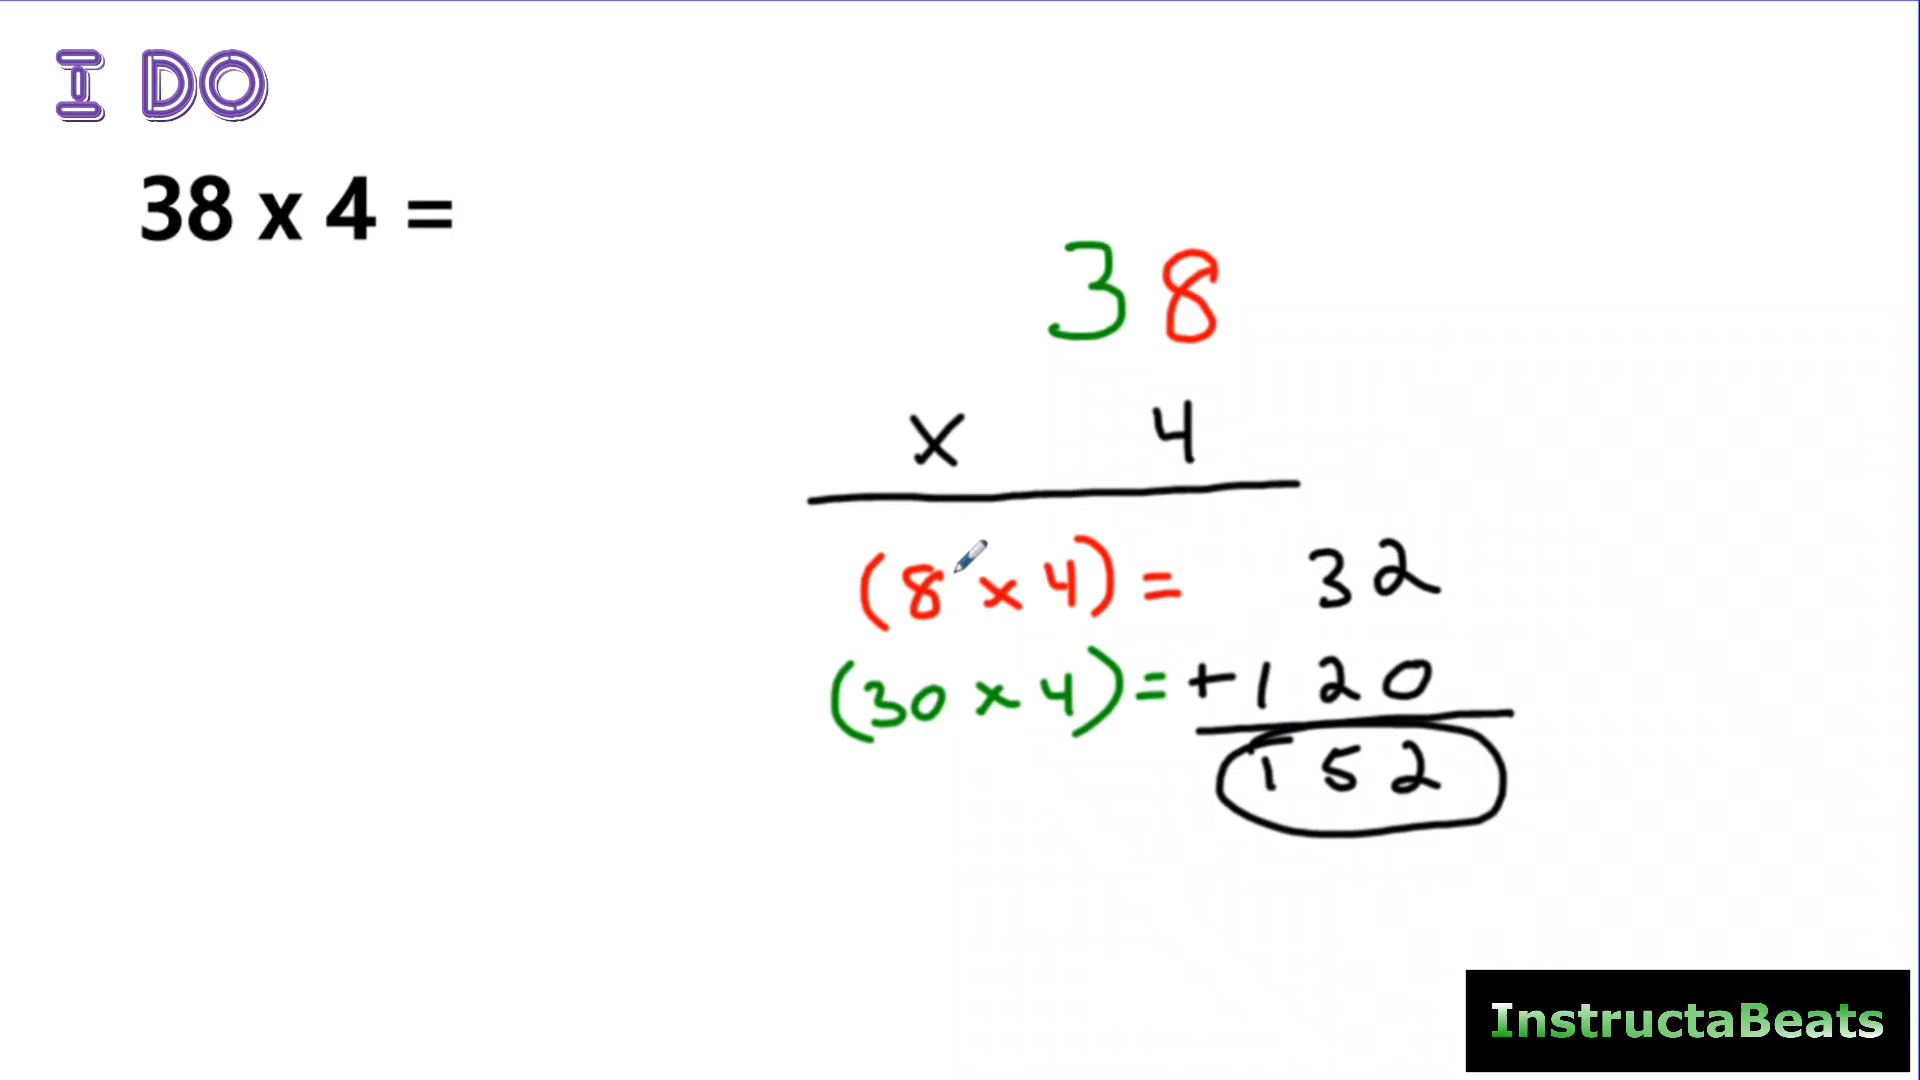 I DO
38 x 4 =
38
x 4
(8 x 4) = 32
(30 x 4) = + 120
152
InstructaBeats